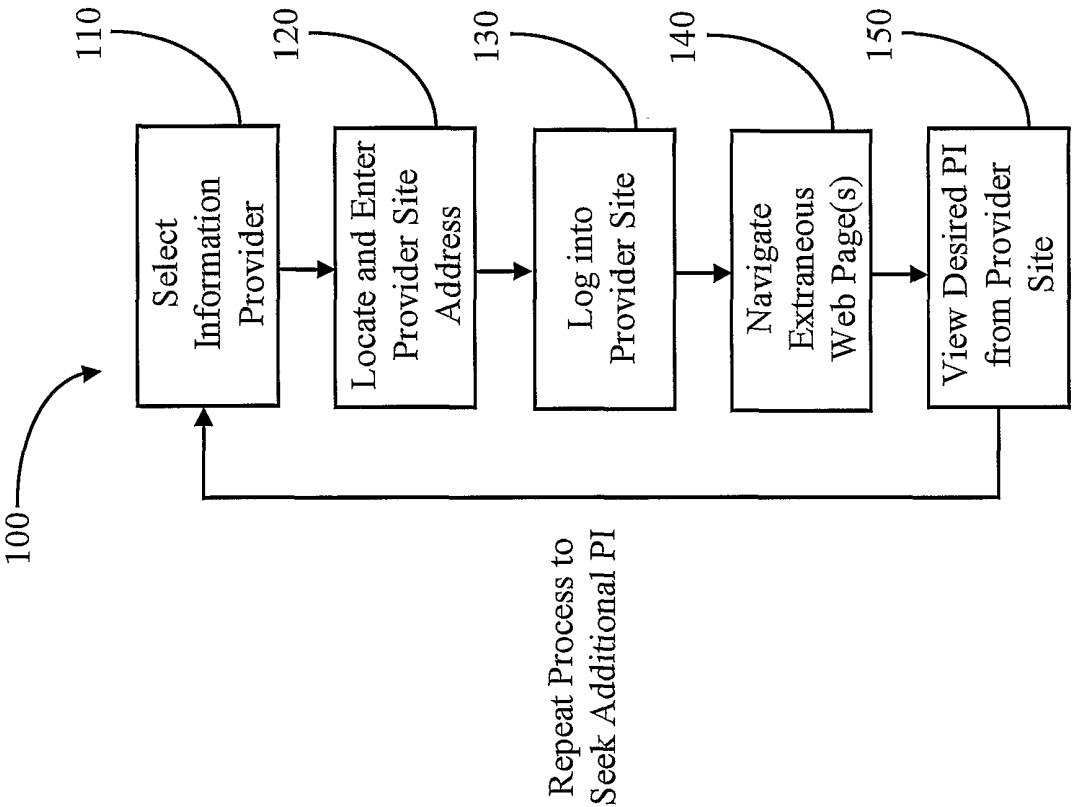 100
Select
Information
Provider
110
Locate and Enter
Provider Site
Address
120
Log into
Provider Site
130
Navigate
Extraneous
Web Page(s)
140
View Desired PI
from Provider
Site
150
Repeat Process to
Seek Additional PI